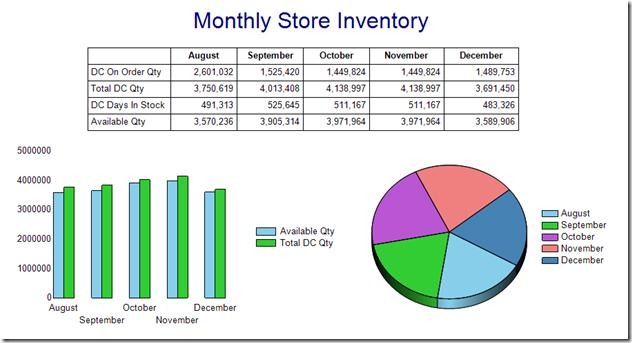 Monthly Store Inventory
August September October November December
DC On Order Qty 2,601,032 1,525,420 1,449,824 1,449,824 1,489,753
Total DC Qty 3,750,619 4,013,408 4,138,997 4,138,997 3,691,450
DC Days In Stock 491,313 525,645 511,167 511,167 483,326
Available Qty 3,570,236 3,905,314 3,971,964 3,971,964 3,589,906
5000000
4000000
3000000
2000000
1000000
0
August October December
September November
Available Qty
Total DC Qty
August
September
October
November
December